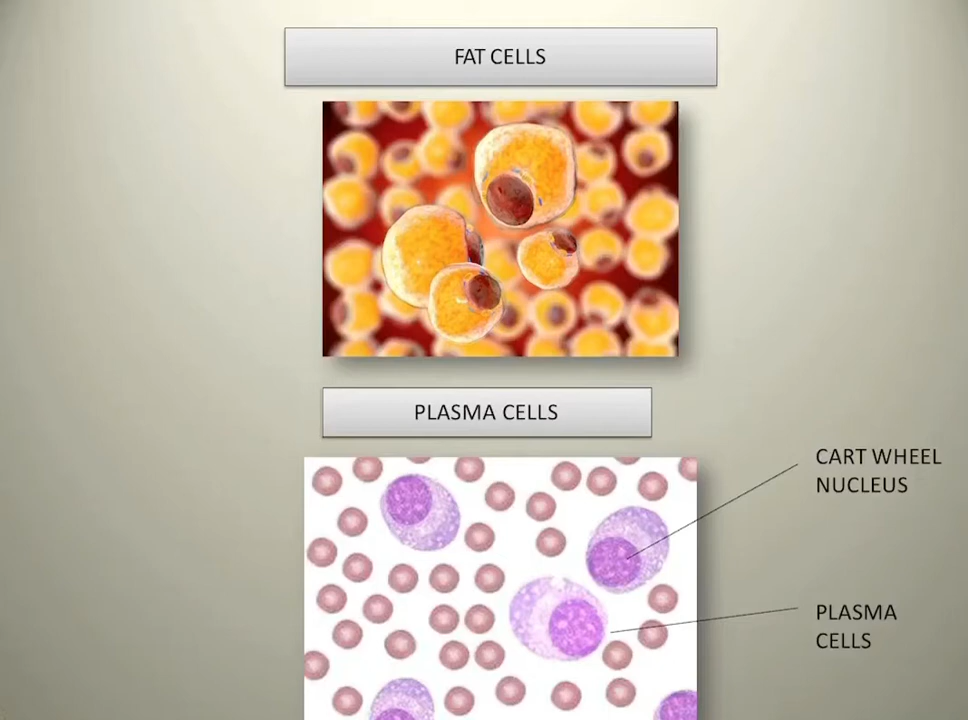 FAT CELLS
PLASMA CELLS
CART WHEEL
NUCLEUS
PLASMA
CELLS